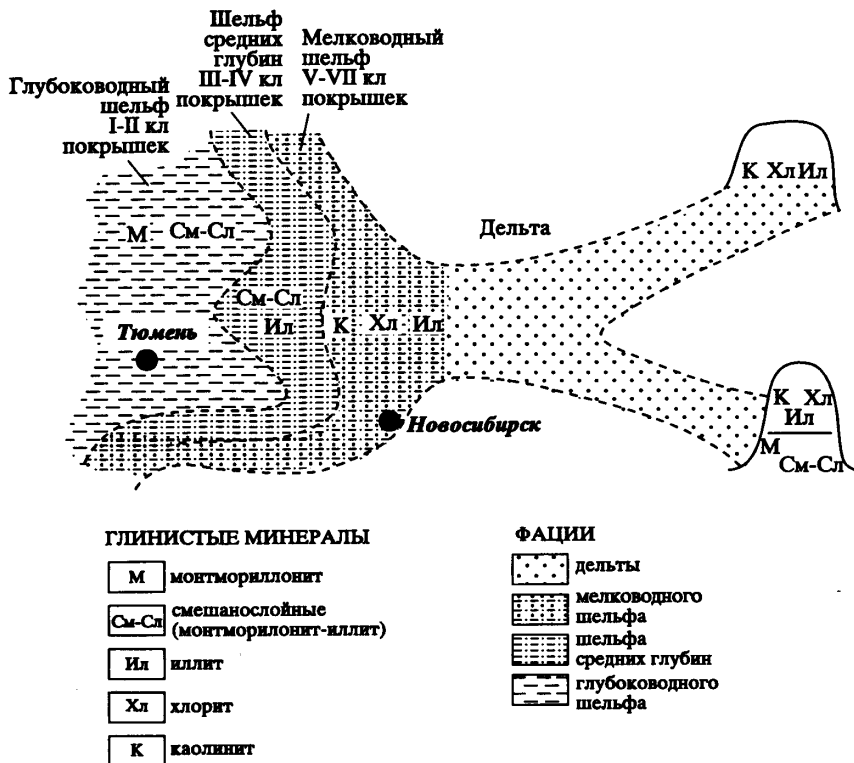 Шельф
средних
глубин
III-IV кл
покрышек
Мелководный
шельф
V-VII кл
покрышек
Глубоководный
шельф
I-II кл
покрышек
К Хл Ил
М См-Сл
Дельта
См-Сл
Ил
К Хл Ил
Тюмень
Новосибирск
К Хл
Ил
М
См-Сл
ГЛИНИСТЫЕ МИНЕРАЛЫ
М монтмориллонит
См-Сл смешанослойные
(монтморилонит-иллит)
Ил иллит
Хл хлорит
К каолинит
ФАЦИИ
дельты
мелководного
шельфа
шельфа
средних глубин
глубоководного
шельфа